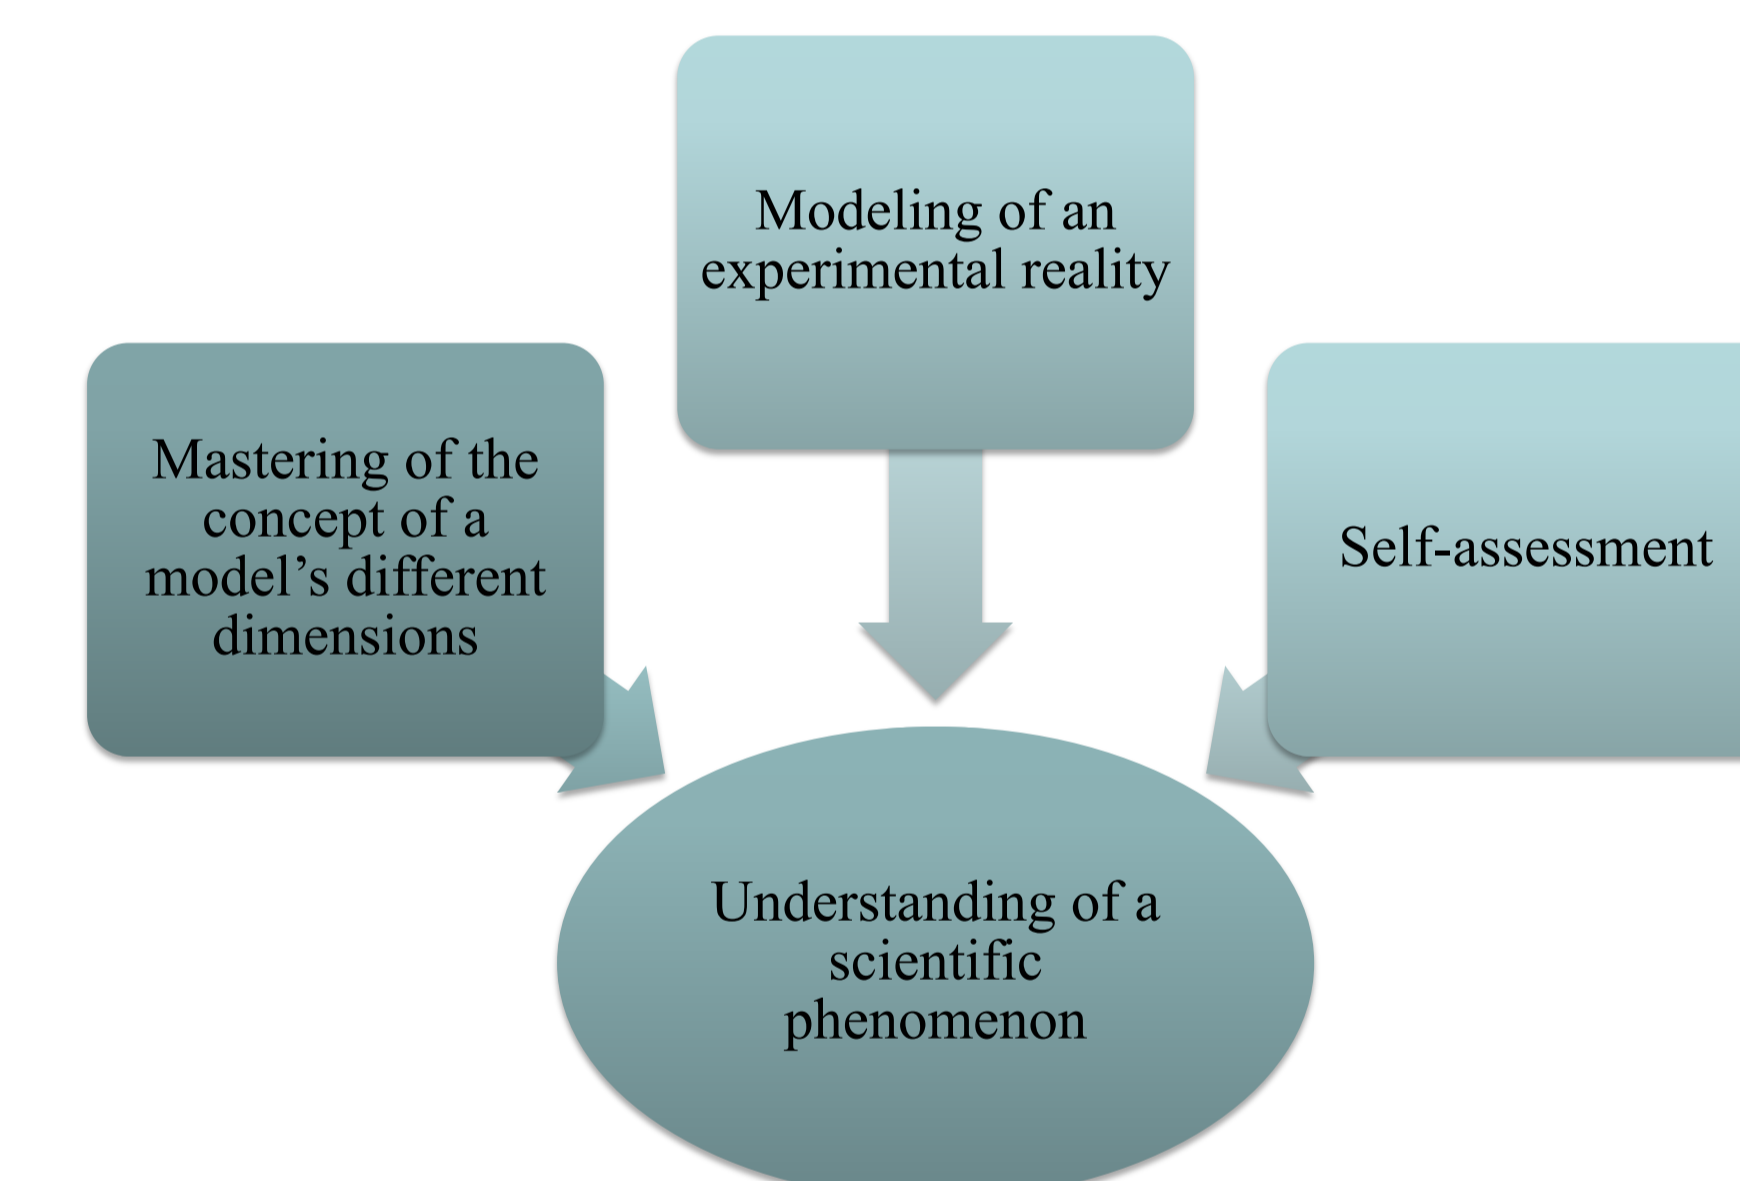 Modeling of an
experimental reality
Mastering of the
concept of a
model’s different
dimensions
Self-assessment
Understanding of a
scientific
phenomenon